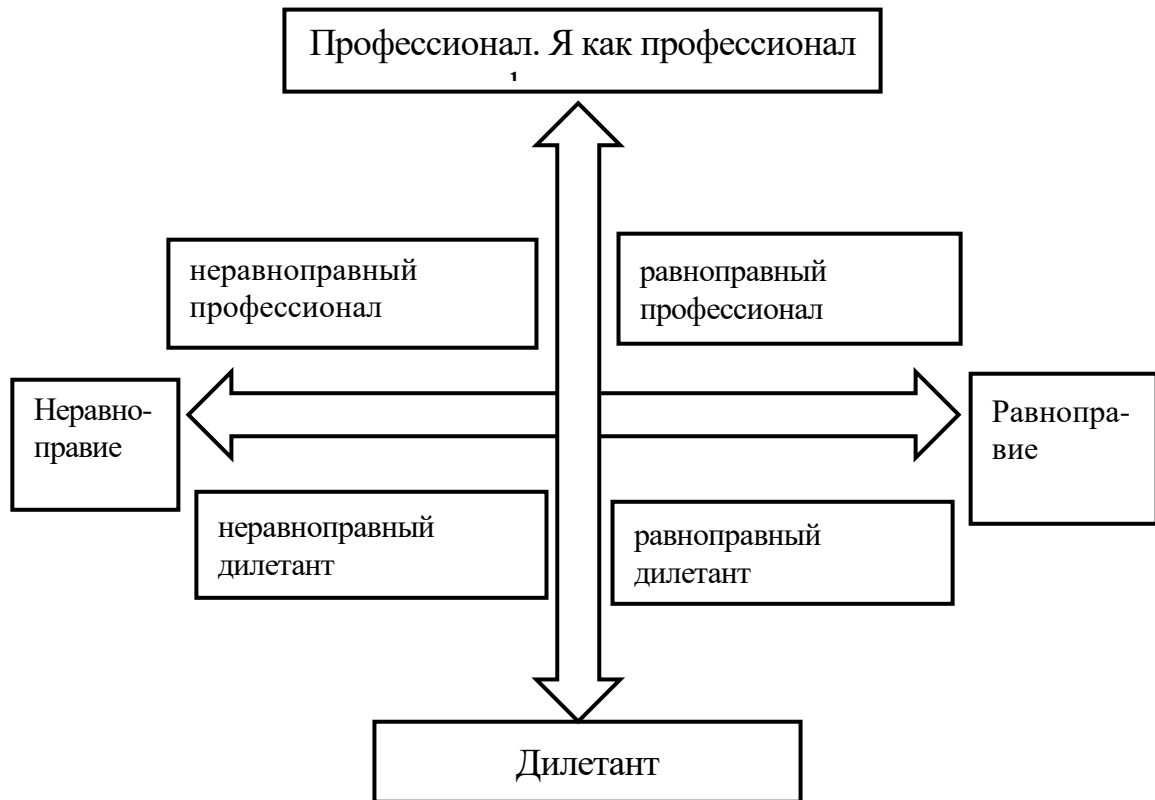 Профессионал. Я как профессионал
неравноправный
профессионал
равноправный
профессионал
Неравно-
правие
Равнопра-
вие
неравноправный
дилетант
равноправный
дилетант
Дилетант